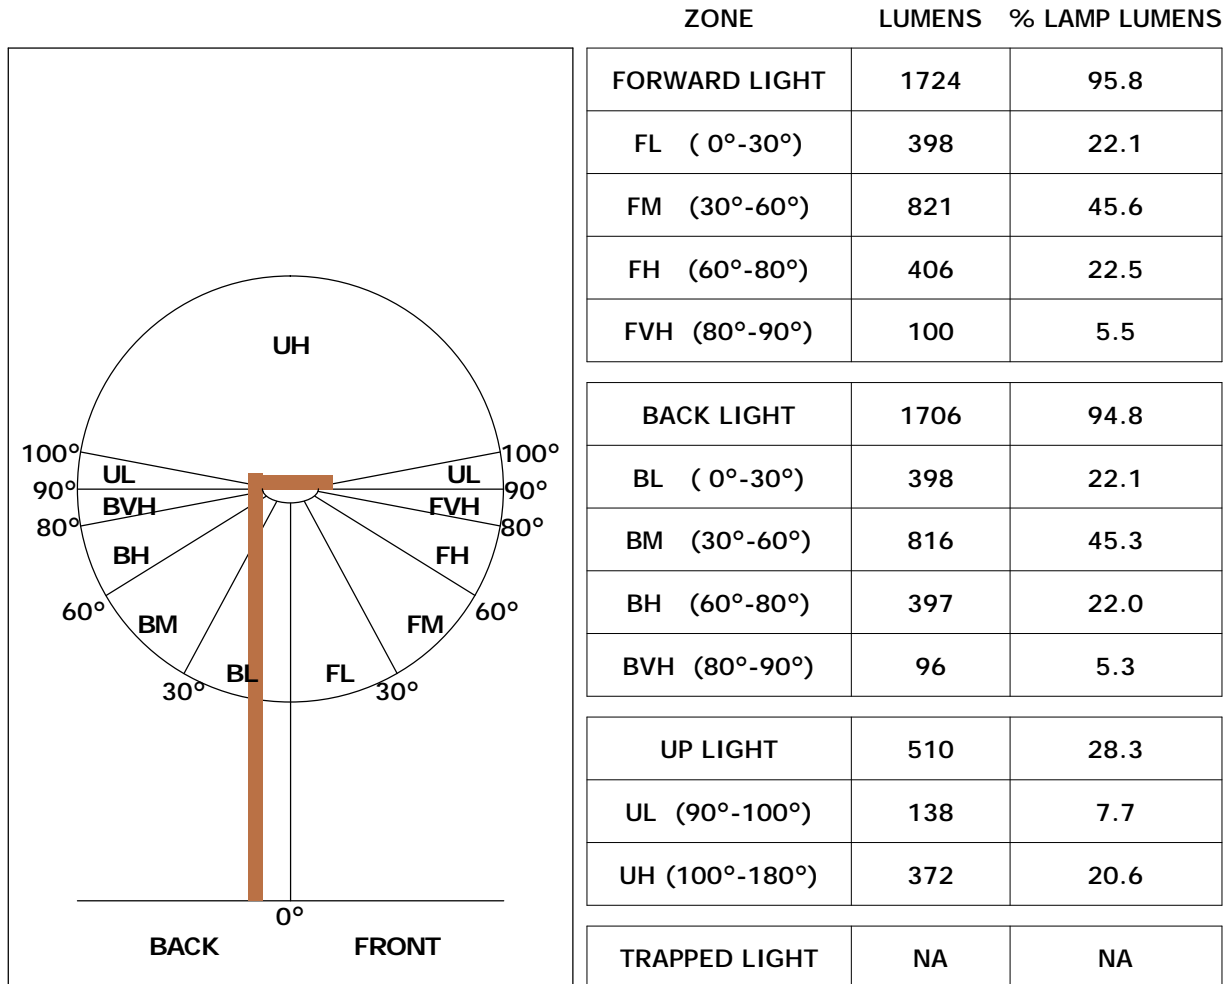 ZONE LUMENS % LAMP LUMENS
FORWARD LIGHT 1724 95.8
FL ( 0°-30°) 398 22.1
FM (30°-60°) 821 45.6
FH (60°-80°) 406 22.5
FVH (80°-90°) 100 5.5
BACK LIGHT 1706 94.8
BL ( 0°-30°) 398 22.1
BM (30°-60°) 816 45.3
BH (60°-80°) 397 22.0
BVH (80°-90°) 96 5.3
UP LIGHT 510 28.3
UL (90°-100°) 138 7.7
UH (100°-180°) 372 20.6
TRAPPED LIGHT NA NA
UH
100° 100°
UL UL
90° 90°
BVH FVH
80° 80°
BH FH
60° 60°
BM FM
BL FL
30° 30°
0°
BACK FRONT